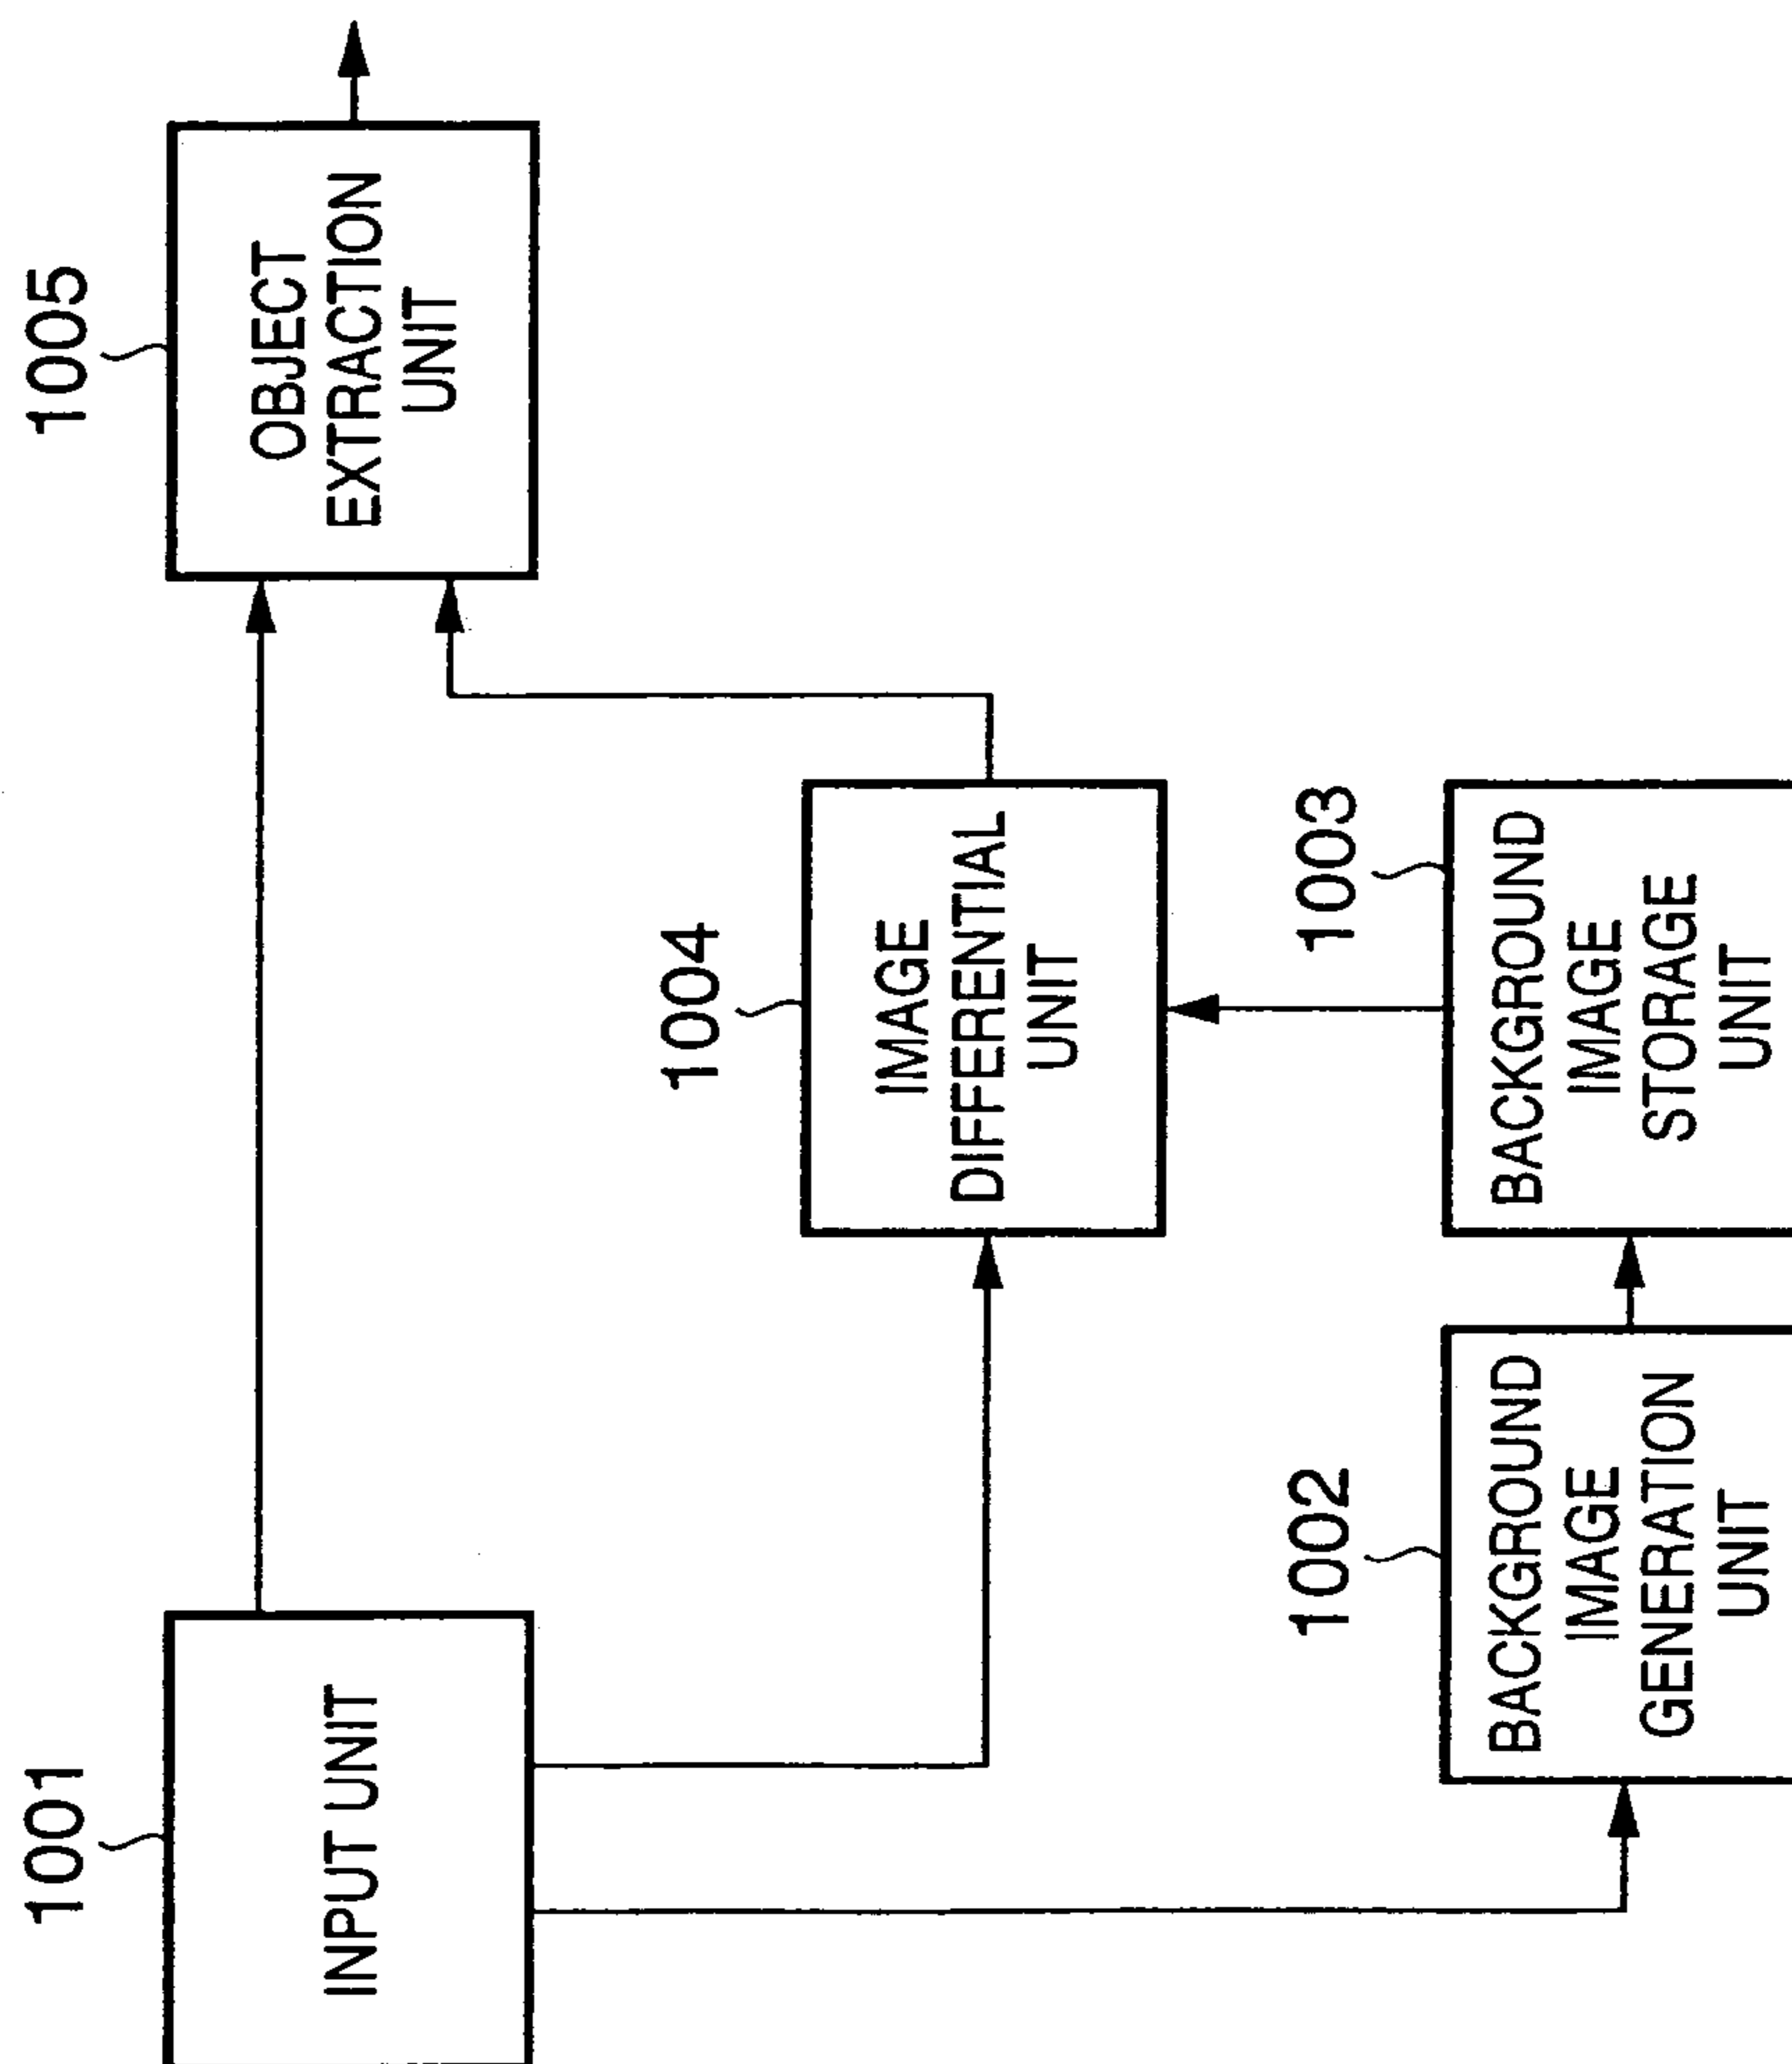 1001
INPUT UNIT
1005
OBJECT
EXTRACTION
UNIT
1004
IMAGE
DIFFERENTIAL
UNIT
1002
BACKGROUND
IMAGE
GENERATION
UNIT
1003
BACKGROUND
IMAGE
STORAGE
UNIT